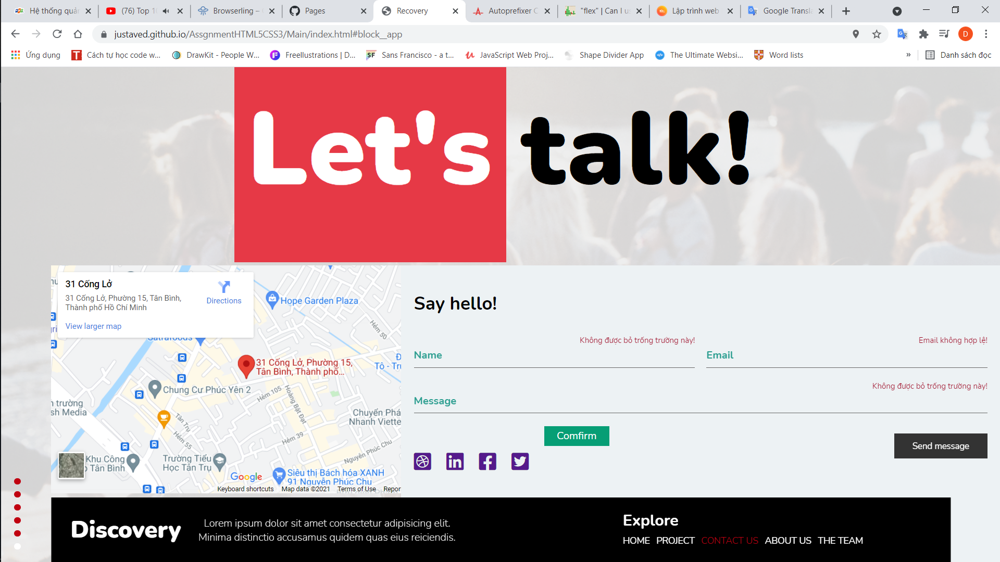 Hệ thống quản
(76) Top 1
Browserling –
Pages
Recovery
Autoprefixer C
"flex" | Can I u
Lập trình web
Google Transla
justaved.github.io/AssgnmentHTML5CSS3/Main/index.html#block__app
D
Ứng dụng
Cách tự học code w...
DrawKit - People W...
Freellustrations | D...
SF
Sans Francisco - a t...
JavaScript Web Proj...
Shape Divider App
The Ultimate Websi...
Word lists
»
Danh sách đọc
Let's talk!
31 Cống Lở
31 Cống Lở, Phường 15, Tân Bình,
Thành phố Hồ Chí Minh
Directions
View larger map
Hope Garden Plaza
Hẻm 50
Satrafoods
31 Cống Lở, Phường 15,
Tân Bình, Thành phố...
Tô - Trụ
Chung Cư Phúc Yên 2
Hẻm 105
Hoàng Bật Đạt
n trường
sh Media
Tân Trụ
Hẻm 55
Chuyển Phá
Nhanh Viette
Hẻm 39
Nguyễn Phúc Chu
Khu Công
Tân Bình
Trường Tiểu
Học Tân Trụ
Siêu thị Bách hóa XANH
91 Nguyễn Phúc Chu
Google
Keyboard shortcuts
Map data ©2021
Terms of Use
Repor
Say hello!
Không được bỏ trống trường này!
Email không hợp lệ!
Name
Email
Không được bỏ trống trường này!
Message
Comfirm
Send message
Discovery
Lorem ipsum dolor sit amet consectetur adipisicing elit.
Minima distinctio accusamus quidem quas eius reiciendis.
Explore
HOME PROJECT CONTACT US ABOUT US THE TEAM